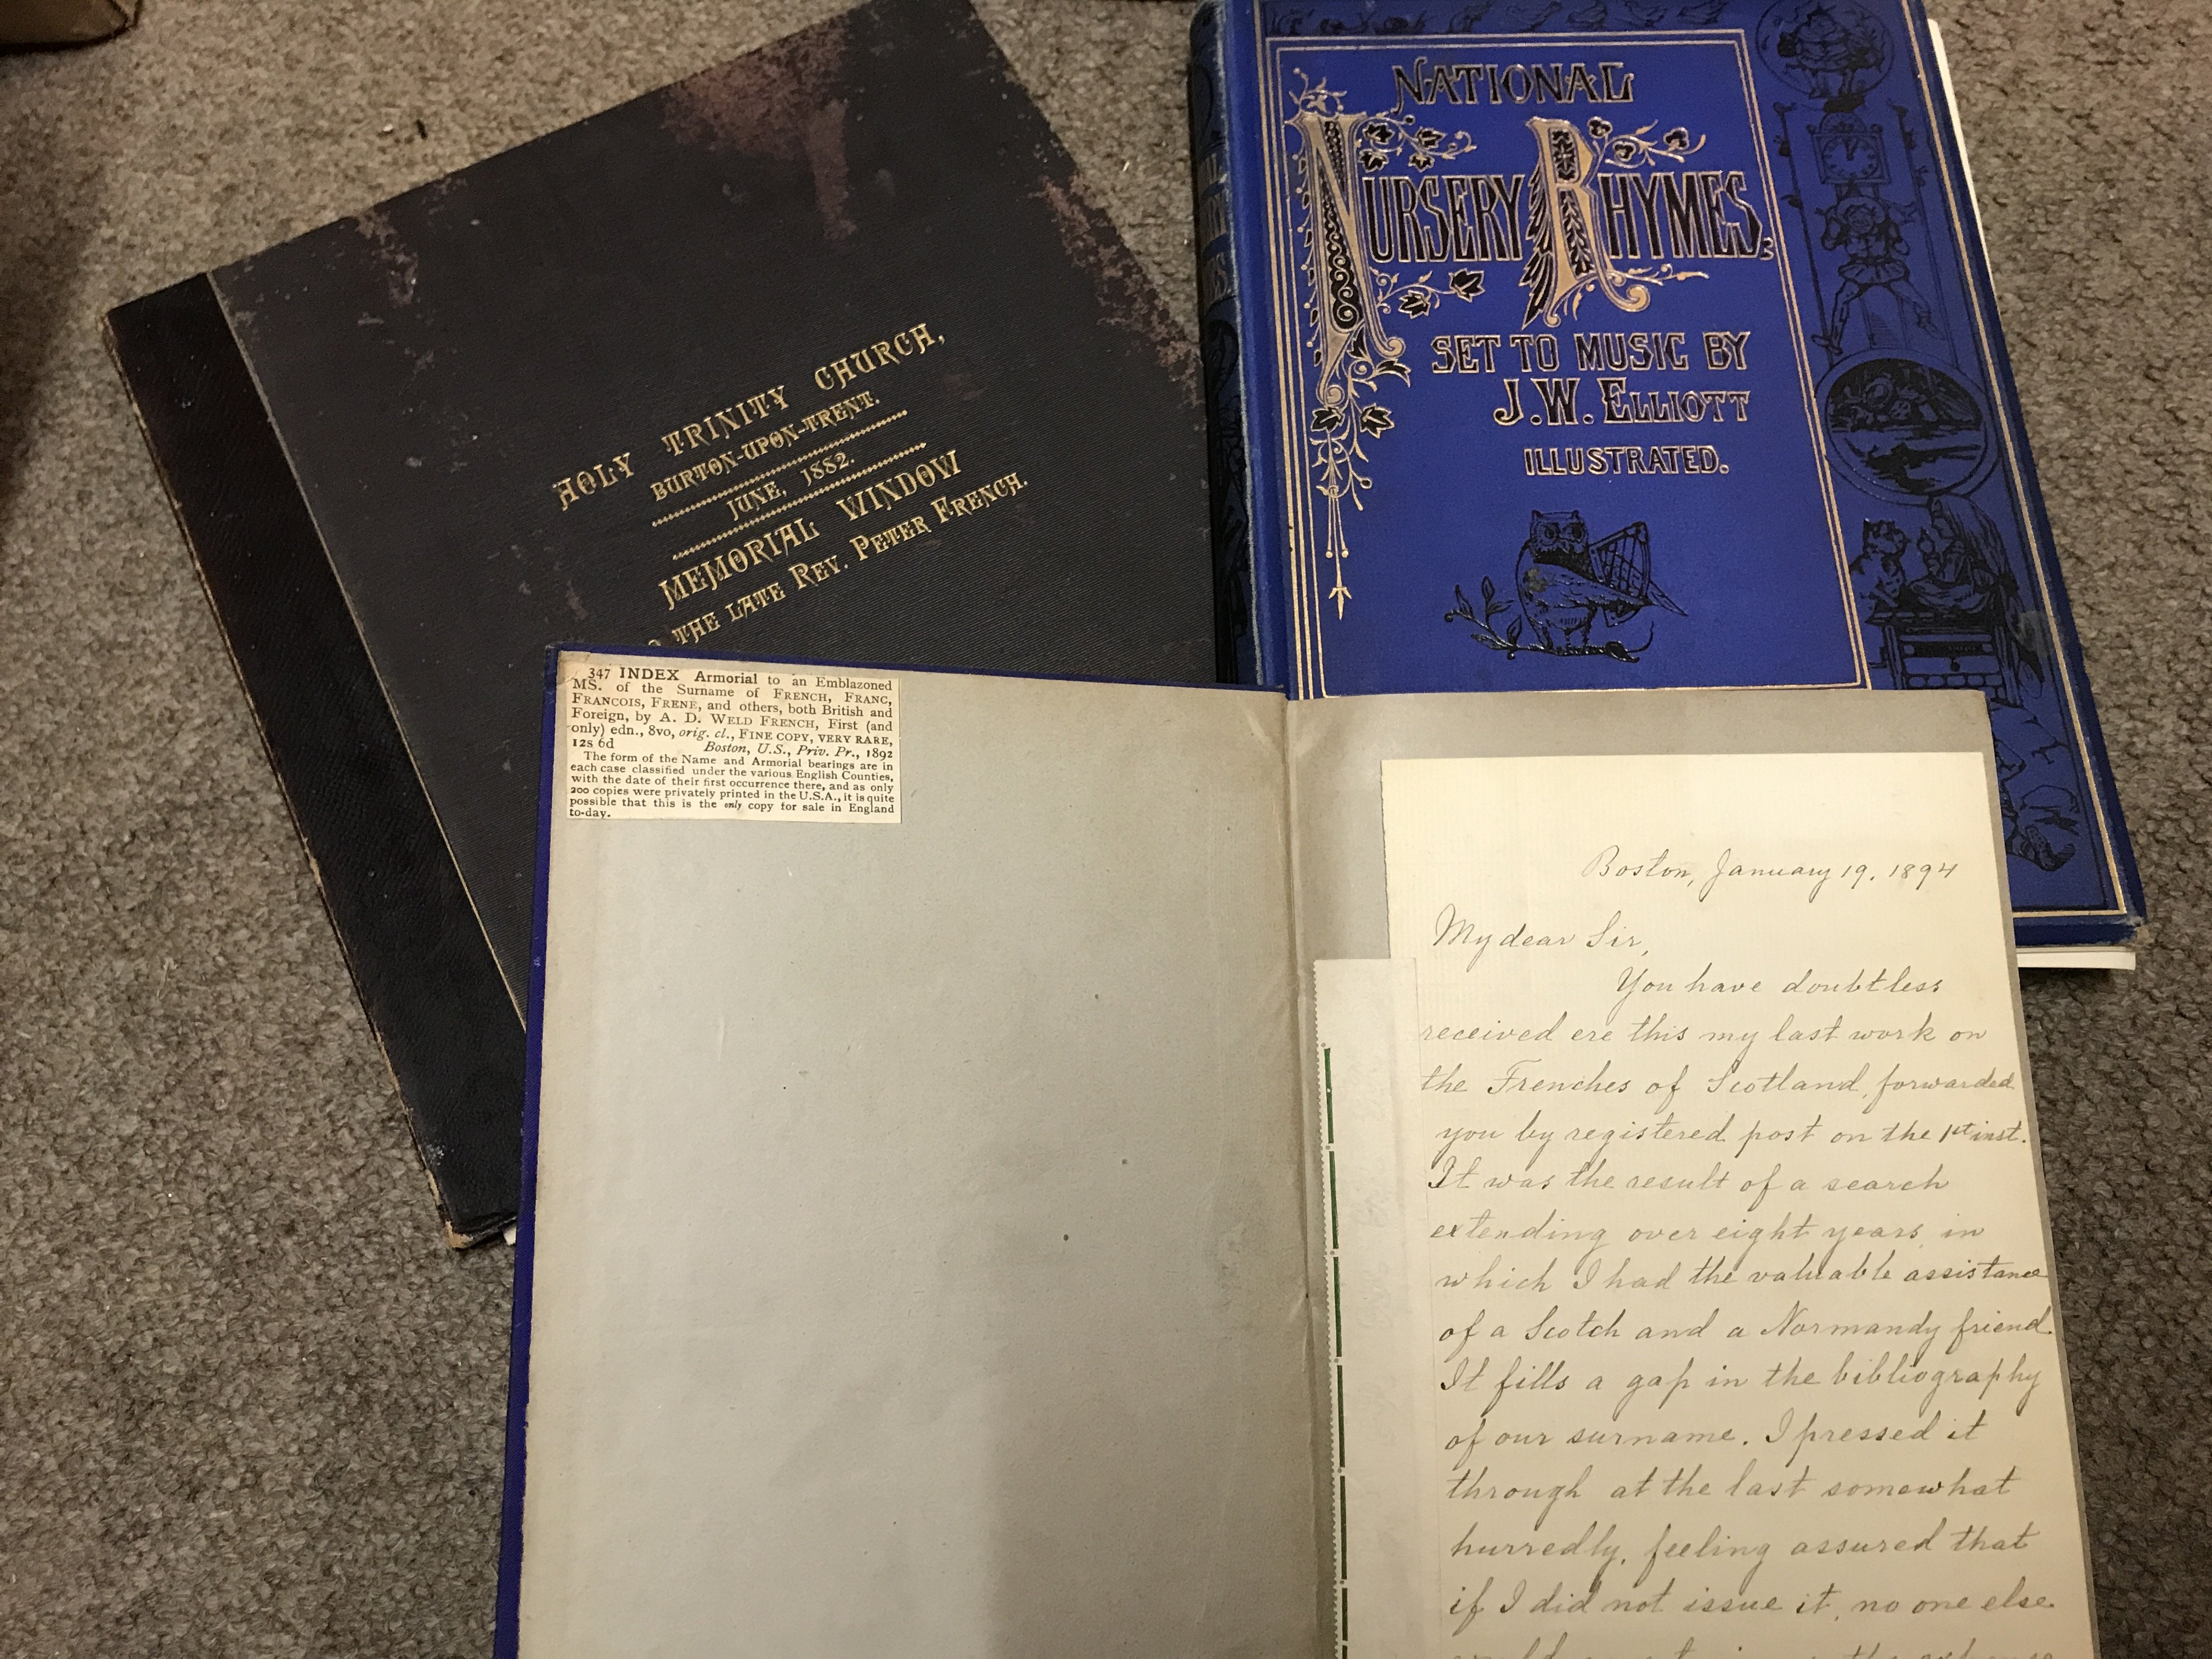 HOLY TRINITY CHURCH,
BURTON-UPON-TRENT.
JUNE, 1882.
MEMORIAL WINDOW
THE LATE REV. PETER FRENCH.
NATIONAL
NURSERY RHYMES,
SET TO MUSIC BY
J.W. ELLIOTT
ILLUSTRATED.
347 INDEX Armorial to an Emblazoned
MS. of the Surname of FRENCH, FRANC,
FRANCOIS, FRENE, and others, both British and
Foreign, by A. D. WELD FRENCH, First (and
only) edn., 8vo, orig. cl., FINE COPY, VERY RARE,
12s 6d Boston, U.S., Priv. Pr., 1892
The form of the Name and Armorial bearings are in
each case classified under the various English Counties,
with the date of their first occurrence there, and as only
200 copies were privately printed in the U.S.A., it is quite
possible that this is the only copy for sale in England
to-day.
Boston, January 19, 1894
My dear Sir,
You have doubtless
received ere this my last work on
the Frenches of Scotland, forwarded
you by registered post on the 1st inst.
It was the result of a search
extending over eight years, in
which I had the valuable assistance
of a Scotch and a Normandy friend.
It fills a gap in the bibliography
of our surname. I pressed it
through at the last somewhat
hurredly, feeling assured that
if I did not issue it, no one else